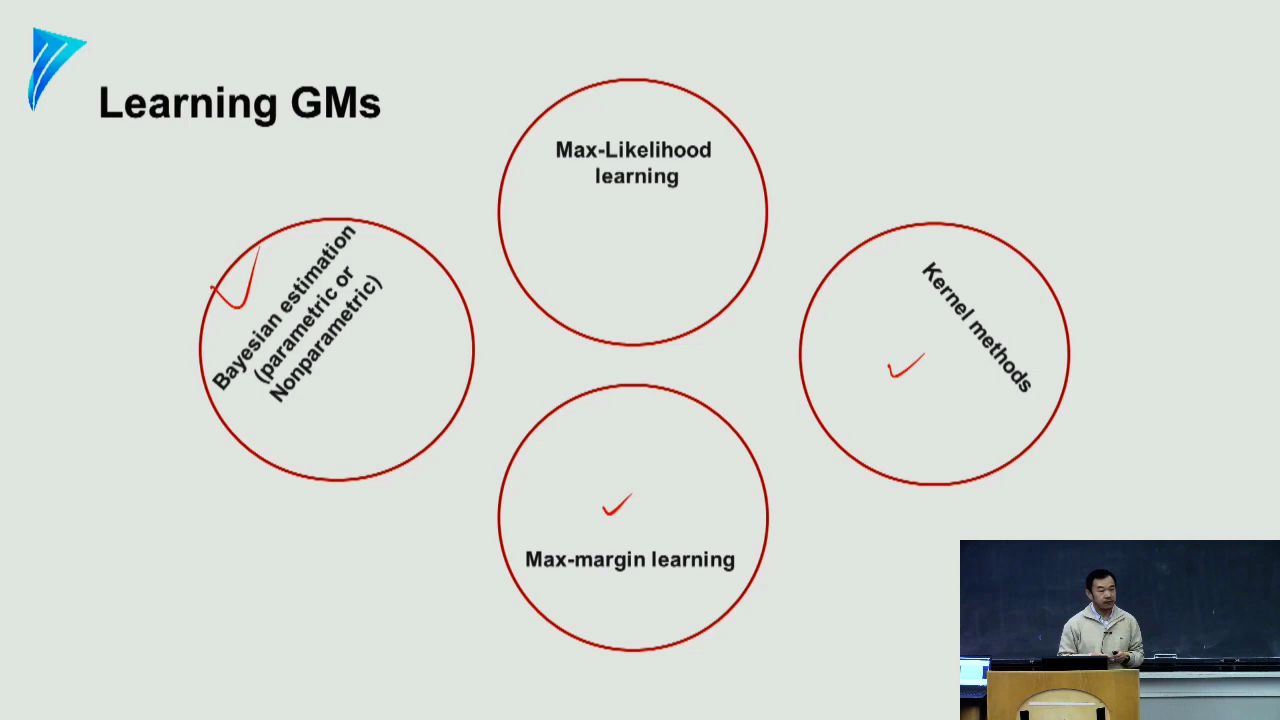 Learning GMs
Max-Likelihood
learning
Bayesian estimation
(parametric or
Nonparametric)
Kernel methods
Max-margin learning